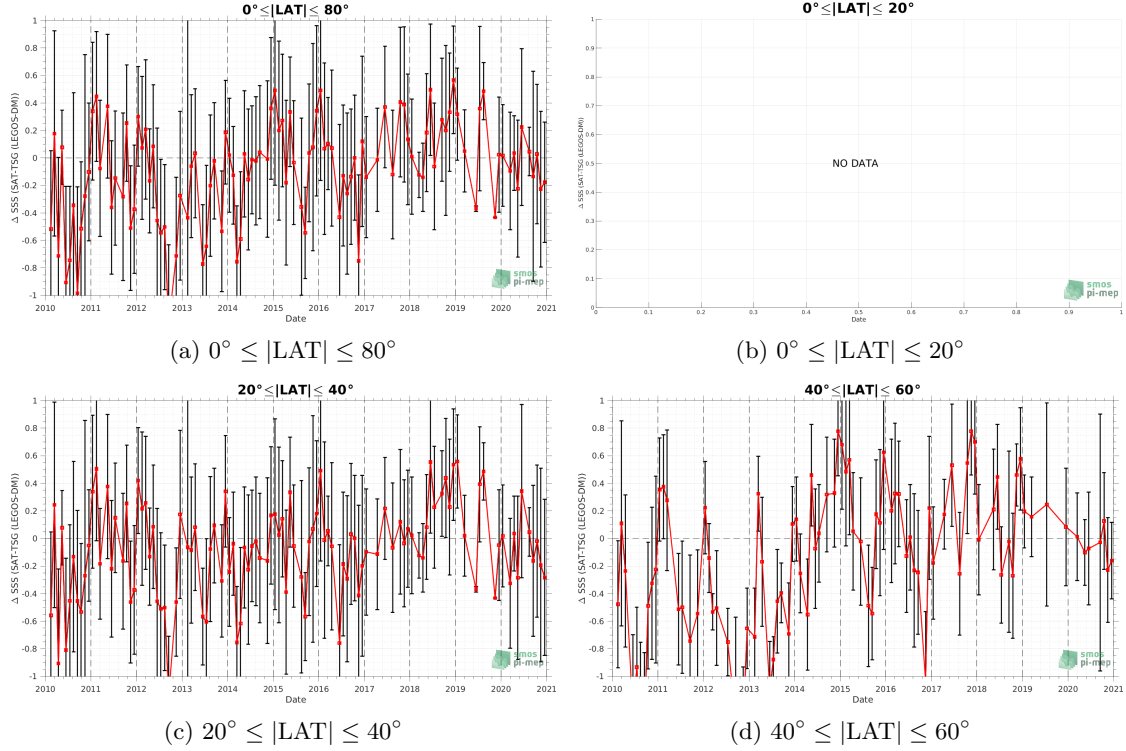 0°≤|LAT|≤ 80°
Δ SSS (SAT-TSG (LEGOS-DM))
1
0.8
0.6
0.4
0.2
0
-0.2
-0.4
-0.6
-0.8
-1
2010 2011 2012 2013 2014 2015 2016 2017 2018 2019 2020 2021
Date
smos
pi-mep
(a) 0° ≤ |LAT| ≤ 80°
0°≤|LAT|≤ 20°
Δ SSS (SAT-TSG (LEGOS-DM))
1
0.9
0.8
0.7
0.6
0.5
0.4
0.3
0.2
0.1
0
NO DATA
0 0.1 0.2 0.3 0.4 0.5 0.6 0.7 0.8 0.9 1
Date
smos
pi-mep
(b) 0° ≤ |LAT| ≤ 20°
20°≤|LAT|≤ 40°
Δ SSS (SAT-TSG (LEGOS-DM))
1
0.8
0.6
0.4
0.2
0
-0.2
-0.4
-0.6
-0.8
-1
2010 2011 2012 2013 2014 2015 2016 2017 2018 2019 2020 2021
Date
smos
pi-mep
(c) 20° ≤ |LAT| ≤ 40°
40°≤|LAT|≤ 60°
Δ SSS (SAT-TSG (LEGOS-DM))
1
0.8
0.6
0.4
0.2
0
-0.2
-0.4
-0.6
-0.8
-1
2010 2011 2012 2013 2014 2015 2016 2017 2018 2019 2020 2021
Date
smos
pi-mep
(d) 40° ≤ |LAT| ≤ 60°